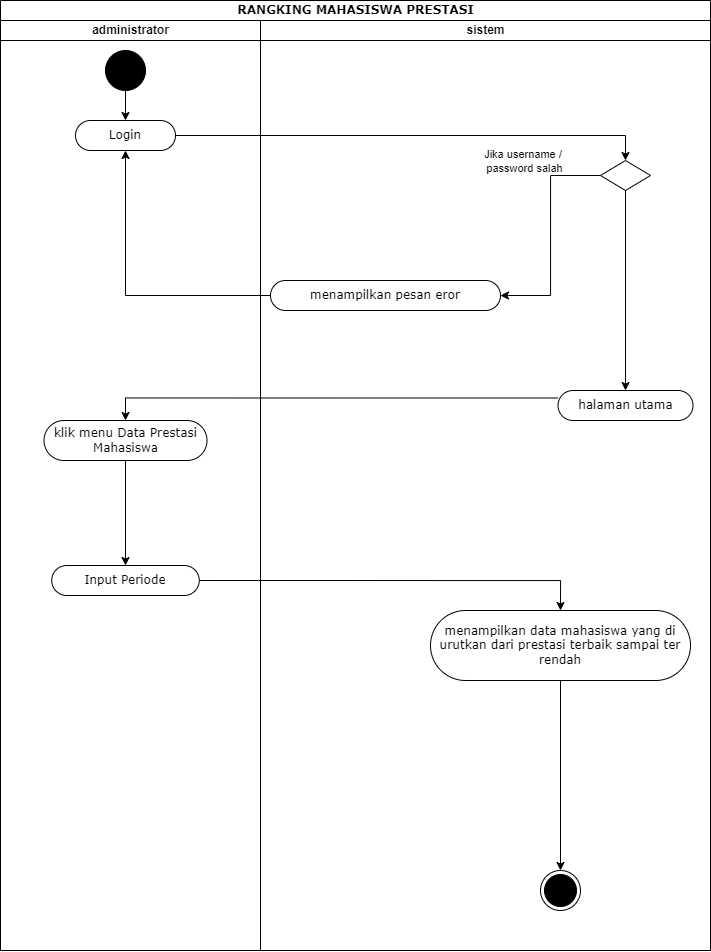 RANGKING MAHASISWA PRESTASI
administrator
sistem
Login
Jika username /
password salah
menampilkan pesan eror
halaman utama
klik menu Data Prestasi
Mahasiswa
Input Periode
menampilkan data mahasiswa yang di
urutkan dari prestasi terbaik sampai ter
rendah